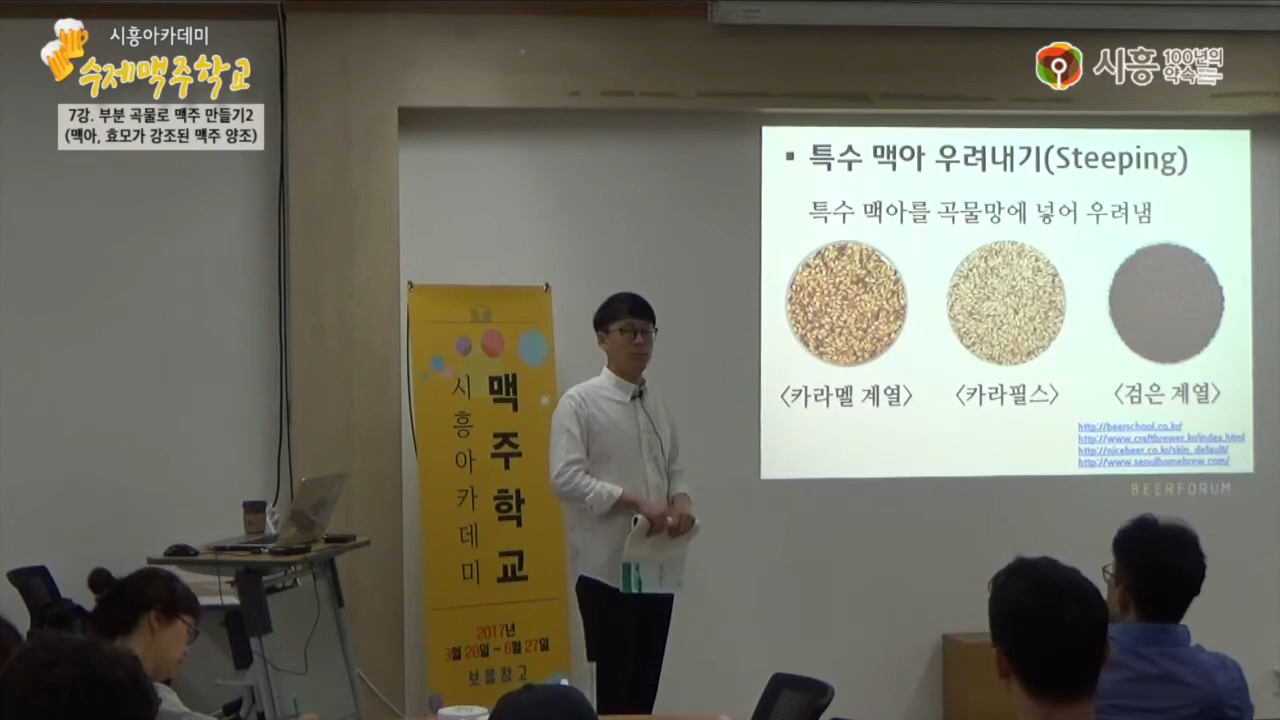 시흥아카데미
수제맥주학교
7강. 부분 곡물로 맥주 만들기2
(맥아, 효모가 강조된 맥주 양조)
시흥 100년의 약속
▪ 특수 맥아 우려내기(Steeping)
특수 맥아를 곡물망에 넣어 우려냄
<카라멜 계열> <카라필스> <검은 계열>
http://beerschool.co.kr/
http://www.craftbrewer.kr/index.html
http://nicebeer.co.kr/skin_default/
http://www.seoulhomebrew.com/
BEERFORUM
시흥아카데미
맥주학교
2017년
3월 28일 ~ 6월 27일
보물창고